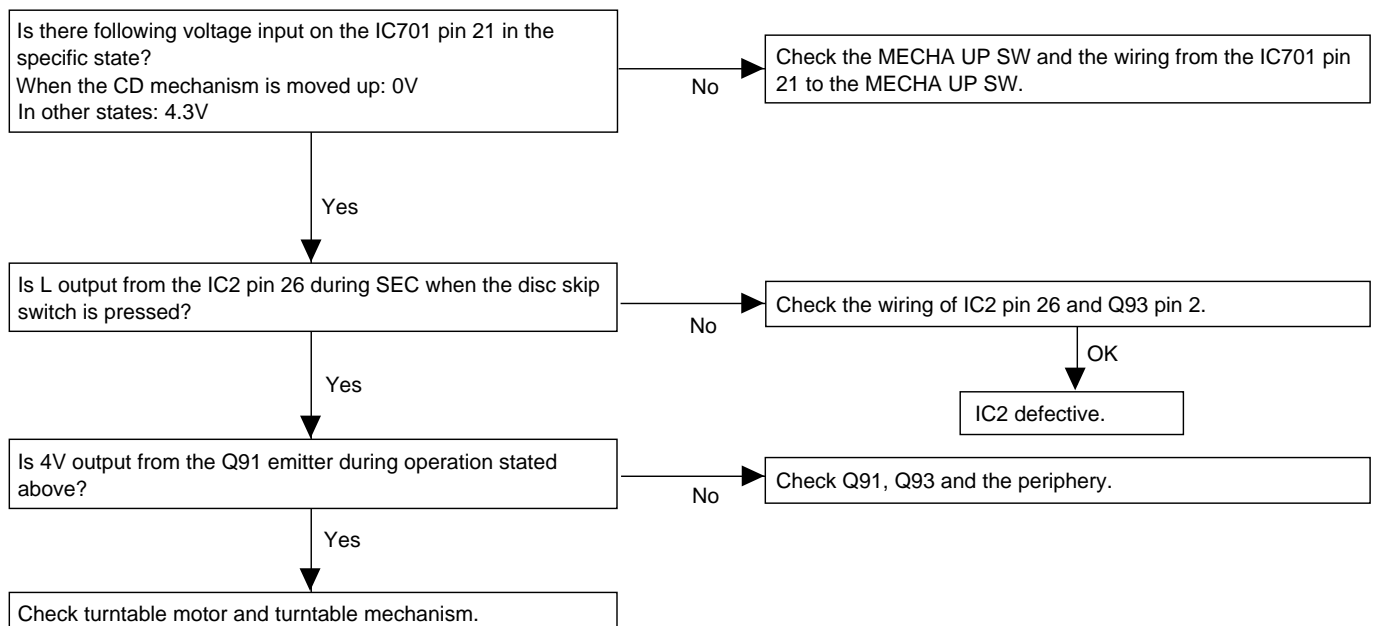 Is there following voltage input on the IC701 pin 21 in the
specific state?
When the CD mechanism is moved up: 0V
In other states: 4.3V
No
Check the MECHA UP SW and the wiring from the IC701 pin
21 to the MECHA UP SW.
Yes
Is L output from the IC2 pin 26 during SEC when the disc skip
switch is pressed?
No
Check the wiring of IC2 pin 26 and Q93 pin 2.
OK
IC2 defective.
Yes
Is 4V output from the Q91 emitter during operation stated
above?
No
Check Q91, Q93 and the periphery.
Yes
Check turntable motor and turntable mechanism.